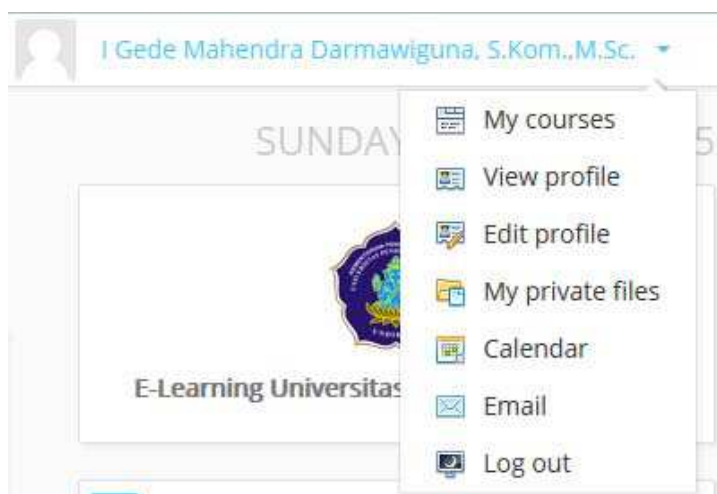 I Gede Mahendra Darmawiguna, S.Kom.,M.Sc.
My courses
SUNDAY 5
View profile
Edit profile
My private files
Calendar
E-Learning Universitas
Email
Log out